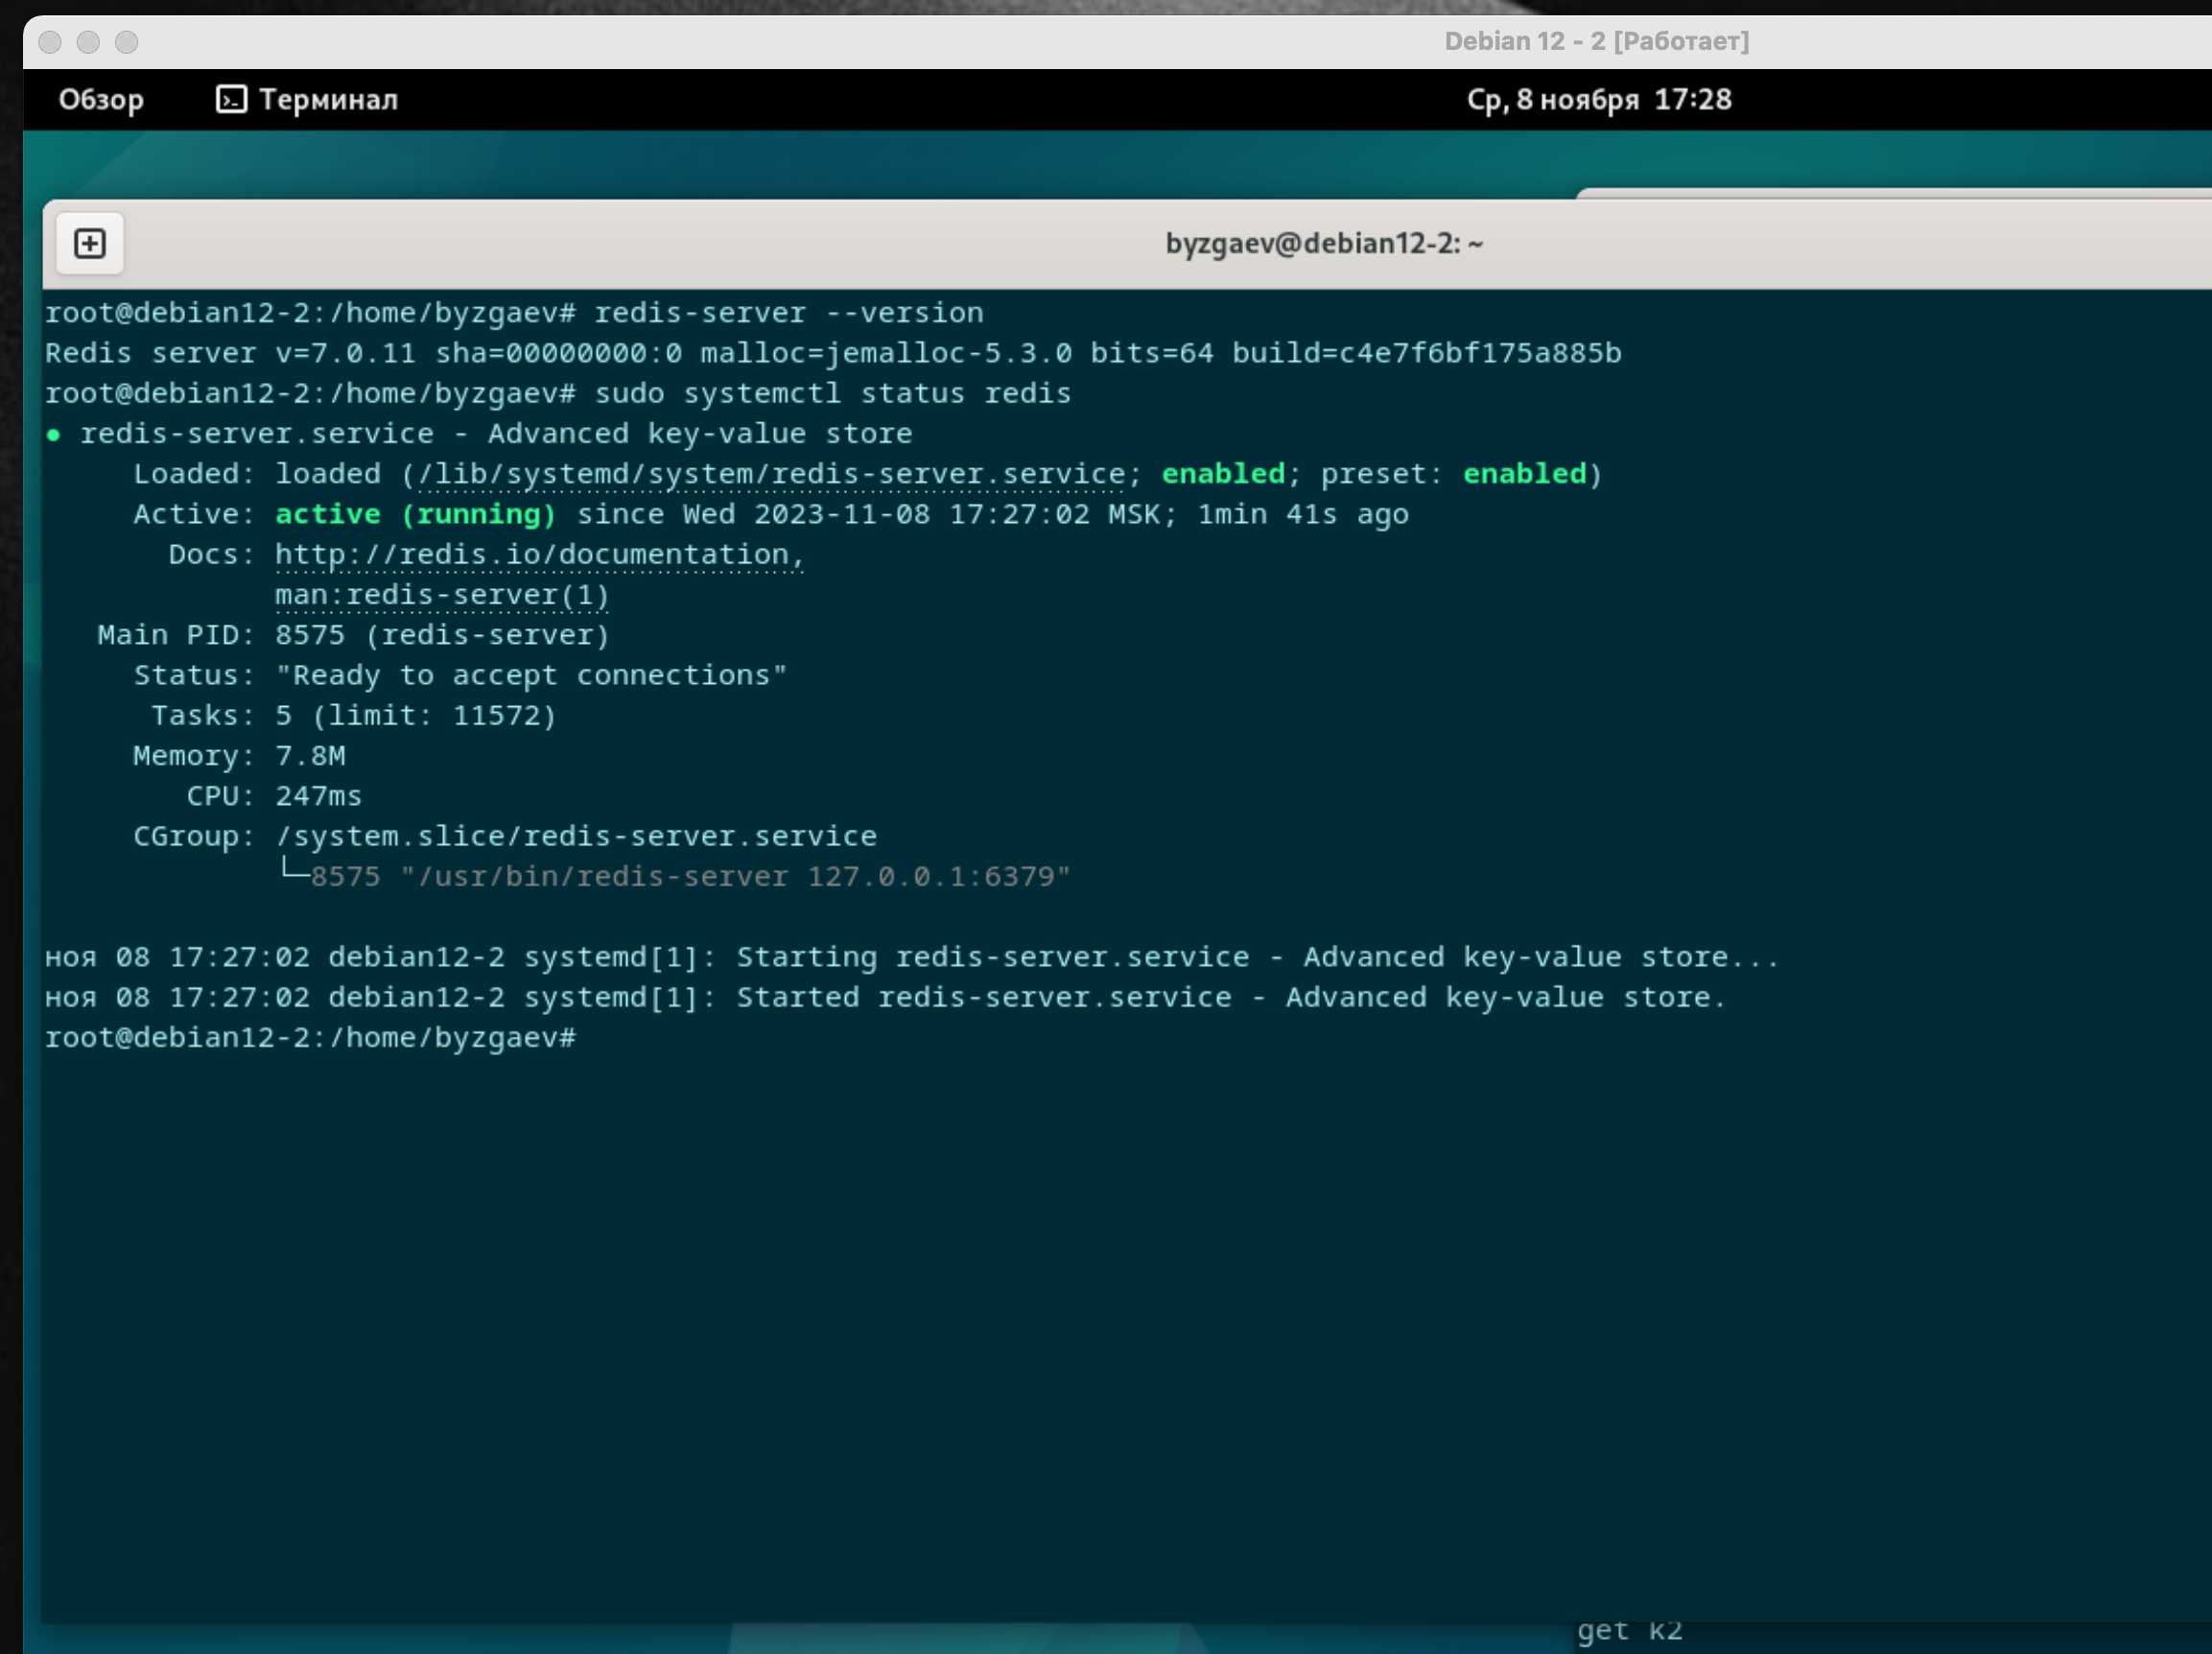 Debian 12 - 2 [Работает]
Обзор Терминал Ср, 8 ноября 17:28
byzgaev@debian12-2: ~
root@debian12-2:/home/byzgaev# redis-server --version
Redis server v=7.0.11 sha=00000000:0 malloc=jemalloc-5.3.0 bits=64 build=c4e7f6bf175a885b
root@debian12-2:/home/byzgaev# sudo systemctl status redis
● redis-server.service - Advanced key-value store
Loaded: loaded (/lib/systemd/system/redis-server.service; enabled; preset: enabled)
Active: active (running) since Wed 2023-11-08 17:27:02 MSK; 1min 41s ago
Docs: http://redis.io/documentation,
man:redis-server(1)
Main PID: 8575 (redis-server)
Status: "Ready to accept connections"
Tasks: 5 (limit: 11572)
Memory: 7.8M
CPU: 247ms
CGroup: /system.slice/redis-server.service
└─8575 "/usr/bin/redis-server 127.0.0.1:6379"
ноя 08 17:27:02 debian12-2 systemd[1]: Starting redis-server.service - Advanced key-value store...
ноя 08 17:27:02 debian12-2 systemd[1]: Started redis-server.service - Advanced key-value store.
root@debian12-2:/home/byzgaev#
get k2